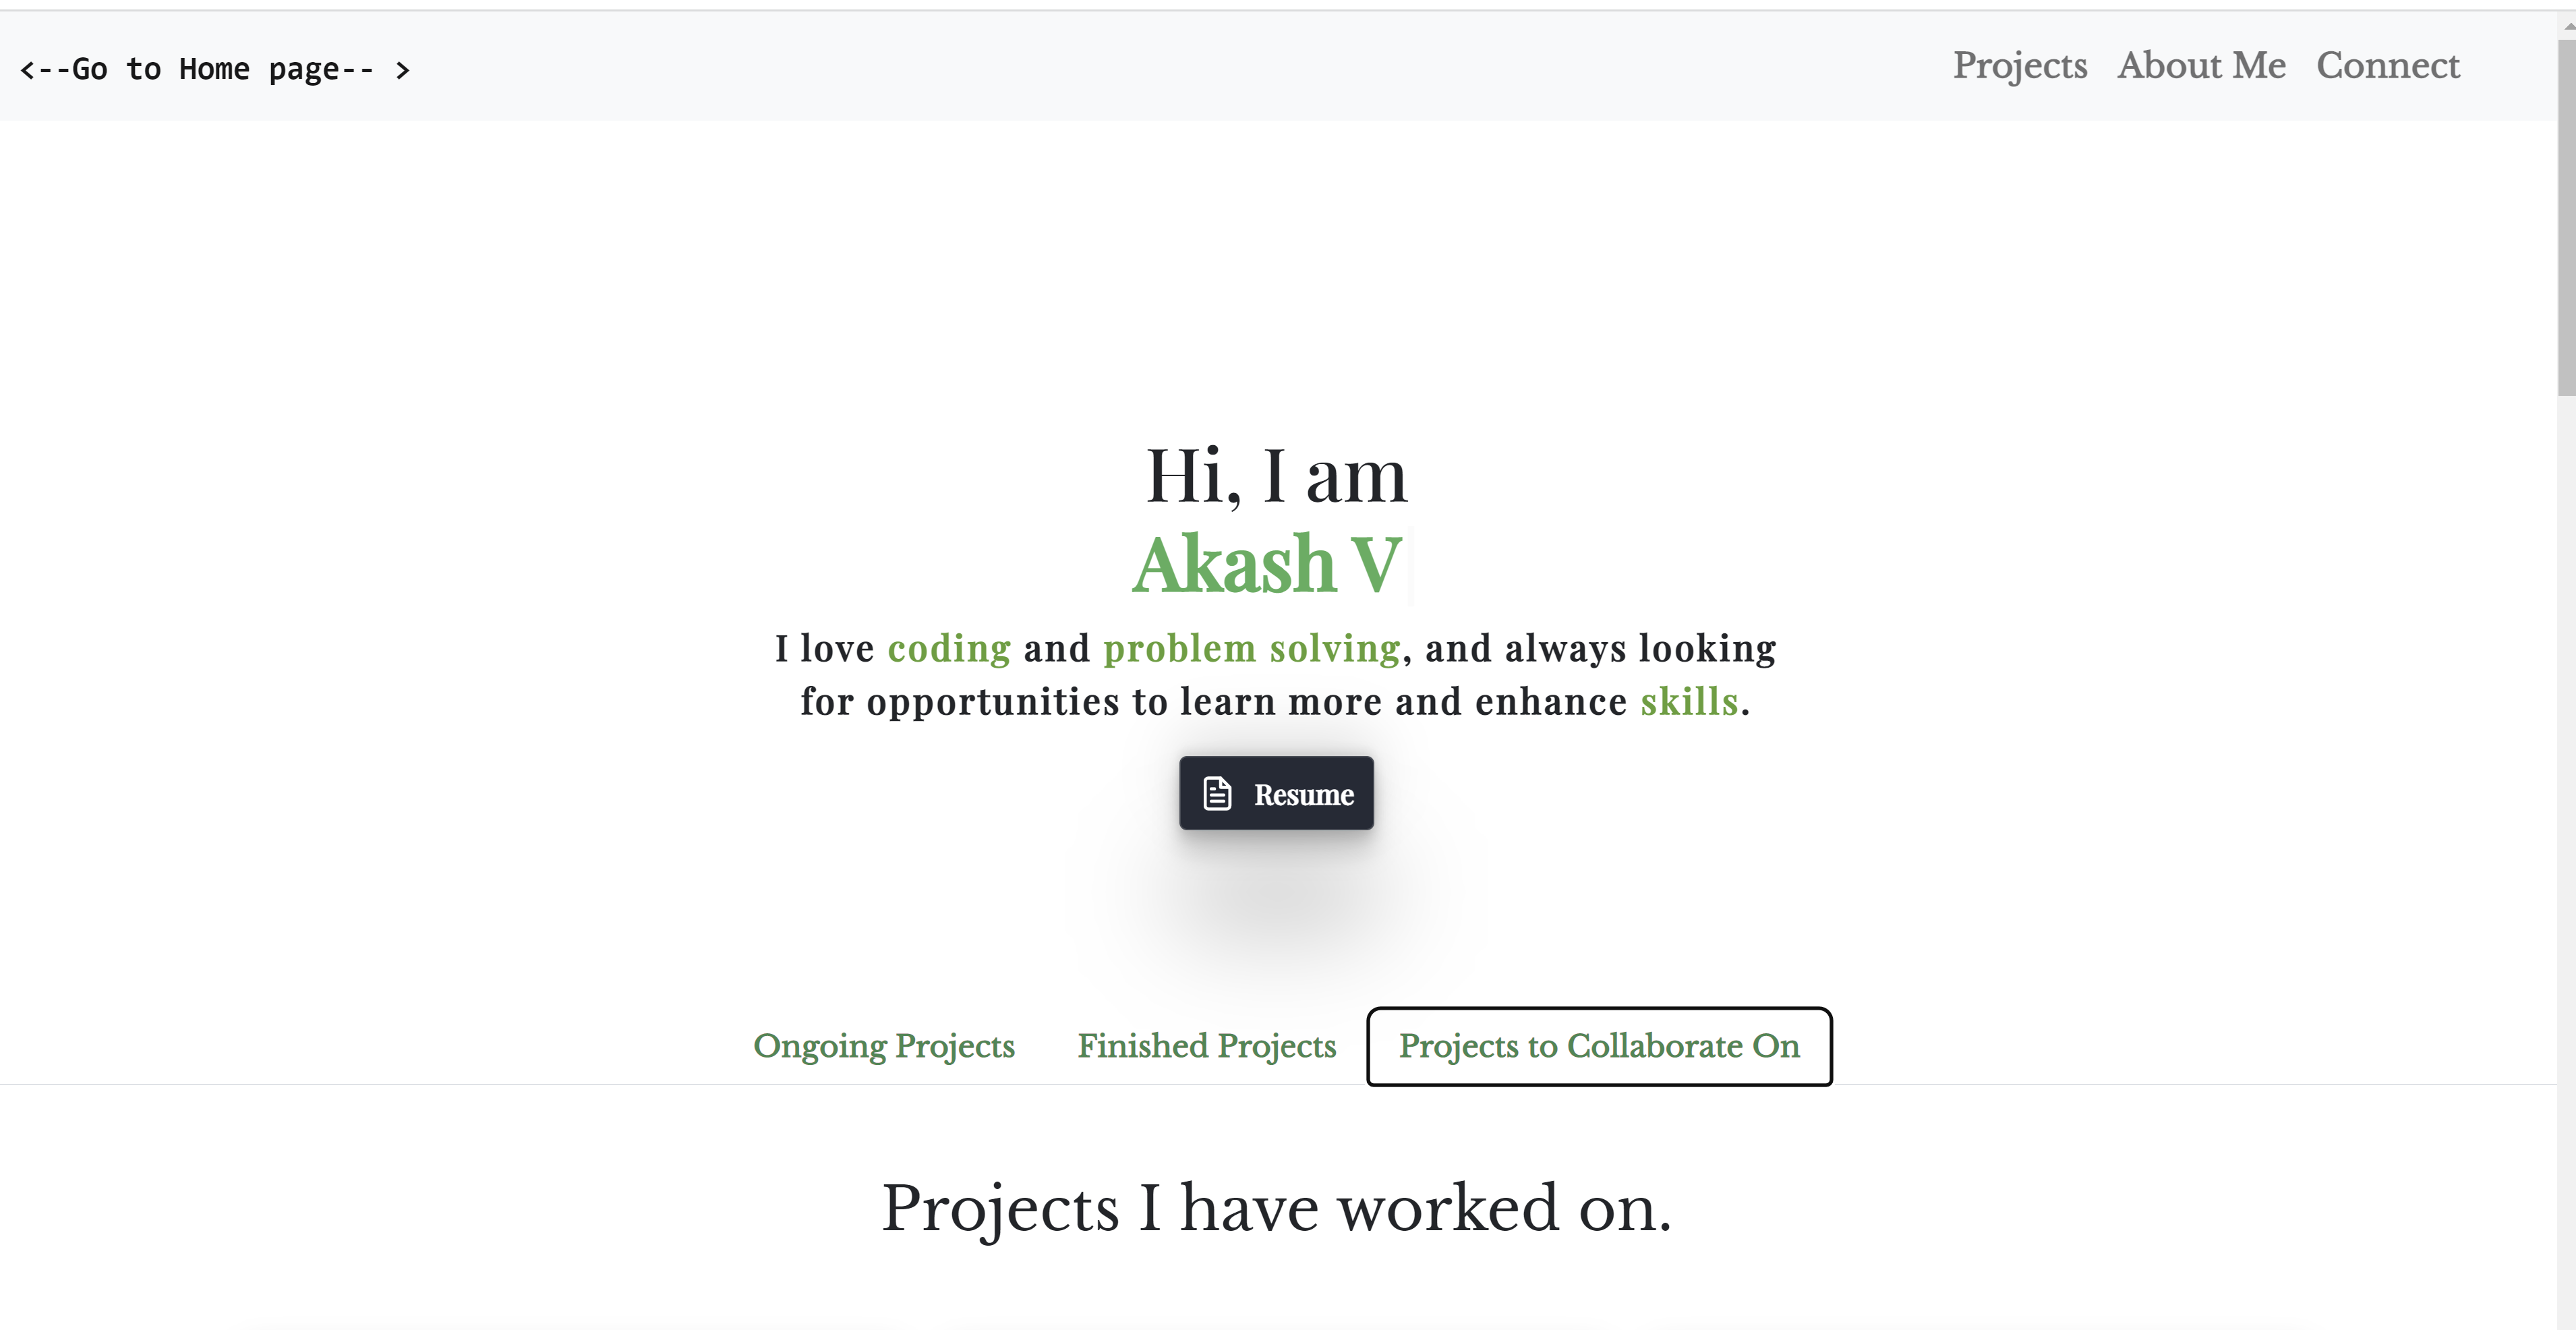 <--Go to Home page-- >
Projects About Me Connect
Hi, I am
Akash V
I love coding and problem solving, and always looking
for opportunities to learn more and enhance skills.
Resume
Ongoing Projects Finished Projects Projects to Collaborate On
Projects I have worked on.